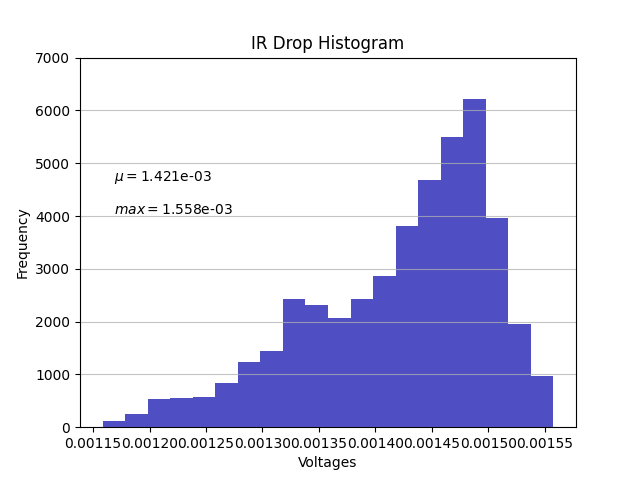 IR Drop Histogram
7000
6000
5000
4000
3000
2000
1000
0
Frequency
μ = 1.421e-03
max = 1.558e-03
0.00115 0.00120 0.00125 0.00130 0.00135 0.00140 0.00145 0.00150 0.00155
Voltages